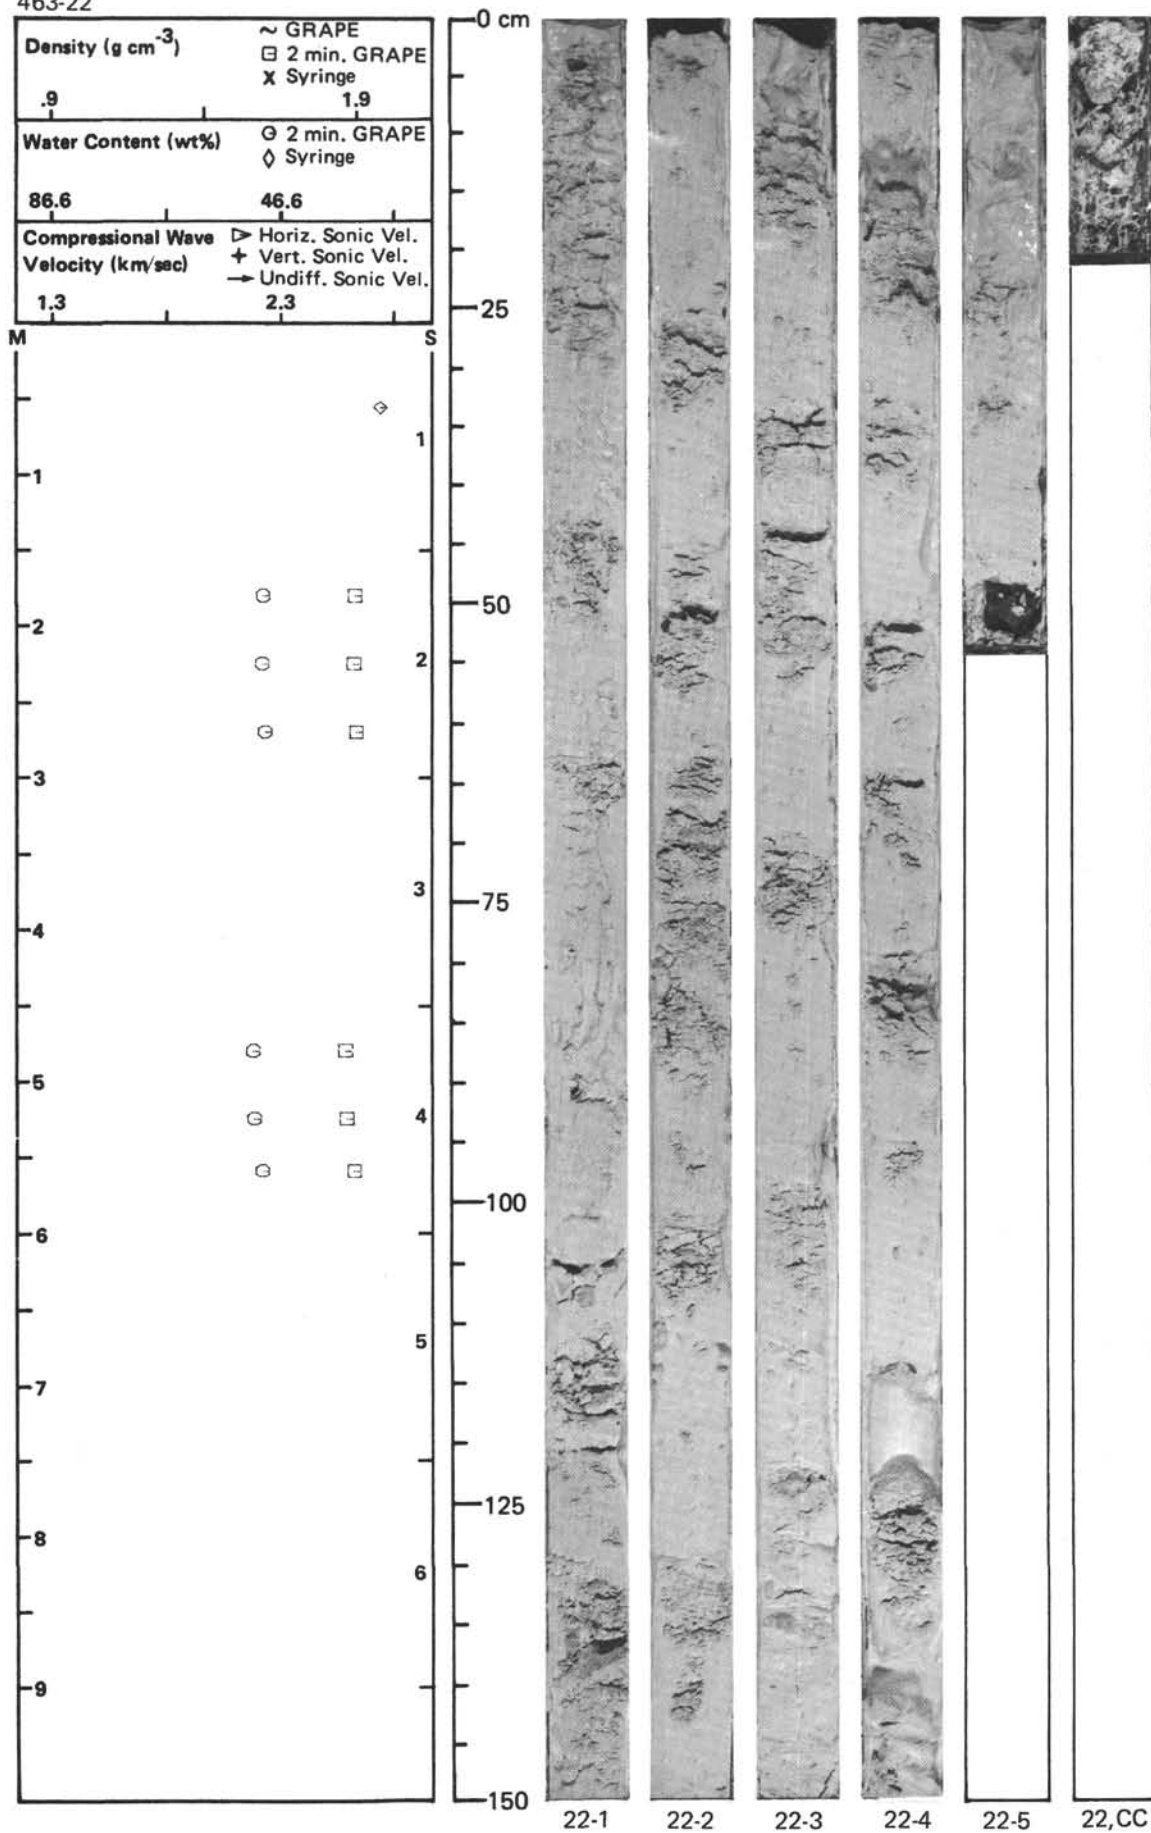 463-22
Density (g cm-3)
~ GRAPE
2 min. GRAPE
x Syringe
.9 1.9
Water Content (wt%)
2 min. GRAPE
◇ Syringe
86.6 46.6
Compressional Wave
Velocity (km/sec)
Horiz. Sonic Vel.
+ Vert. Sonic Vel.
→ Undiff. Sonic Vel.
1.3 2.3
M S
1
1
2
2
3
3
4
4
5
5
6
6
7
8
9
0 cm
25
50
75
100
125
150
22-1 22-2 22-3 22-4 22-5 22,CC